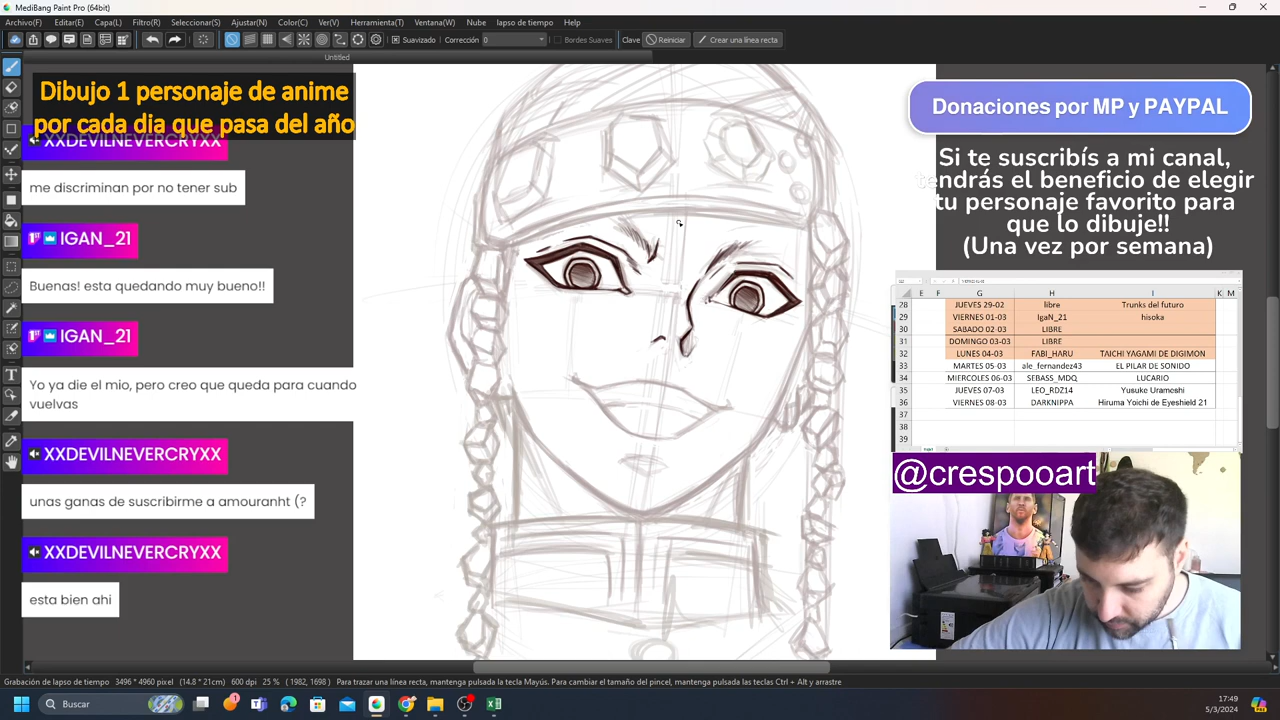 MediBang Paint Pro (64bit)
Archivo(F) Editar(E) Capa(L) Filtro(R) Seleccionar(S) Ajustar(N) Color(C) Ver(V) Herramienta(T) Ventana(W) Nube lapso de tiempo Help
Suavizado Corrección 0 Bordes Suaves Clave Reiniciar Crear una línea recta
Untitled
Dibujo 1 personaje de anime
por cada dia que pasa del año
XXDEVILNEVERCRYXX
me discriminan por no tener sub
IGAN_21
Buenas! esta quedando muy bueno!!
IGAN_21
Yo ya die el mio, pero creo que queda para cuando
vuelvas
XXDEVILNEVERCRYXX
unas ganas de suscribirme a amouranht (?
XXDEVILNEVERCRYXX
esta bien ahi
Donaciones por MP y PAYPAL
Si te suscribís a mi canal,
tendrás el beneficio de elegir
tu personaje favorito para
que lo dibuje!!
(Una vez por semana)
E F G H I K M
28 JUEVES 29-02 libre Trunks del futuro
29 VIERNES 01-03 IgaN_21 hisoka
30 SABADO 02-03 LIBRE
31 DOMINGO 03-03 LIBRE
32 LUNES 04-03 FABI_HARU TAICHI YAGAMI DE DIGIMON
33 MARTES 05-03 ale_fernandez43 EL PILAR DE SONIDO
34 MIERCOLES 06-03 SEBASS_MDQ LUCARIO
35 JUEVES 07-03 LEO_RDZ14 Yusuke Urameshi
36 VIERNES 08-03 DARKNIPPA Hiruma Yoichi de Eyeshield 21
37
38
39
@crespooart
Grabación de lapso de tiempo 3496 * 4960 pixel (14.8 * 21cm) 600 dpi 25 % ( 1982, 1698 ) Para trazar una línea recta, mantenga pulsada la tecla Mayús. Para cambiar el tamaño del pincel, mantenga pulsadas las teclas Ctrl + Alt y arrastre
Buscar
17:49
5/3/2024